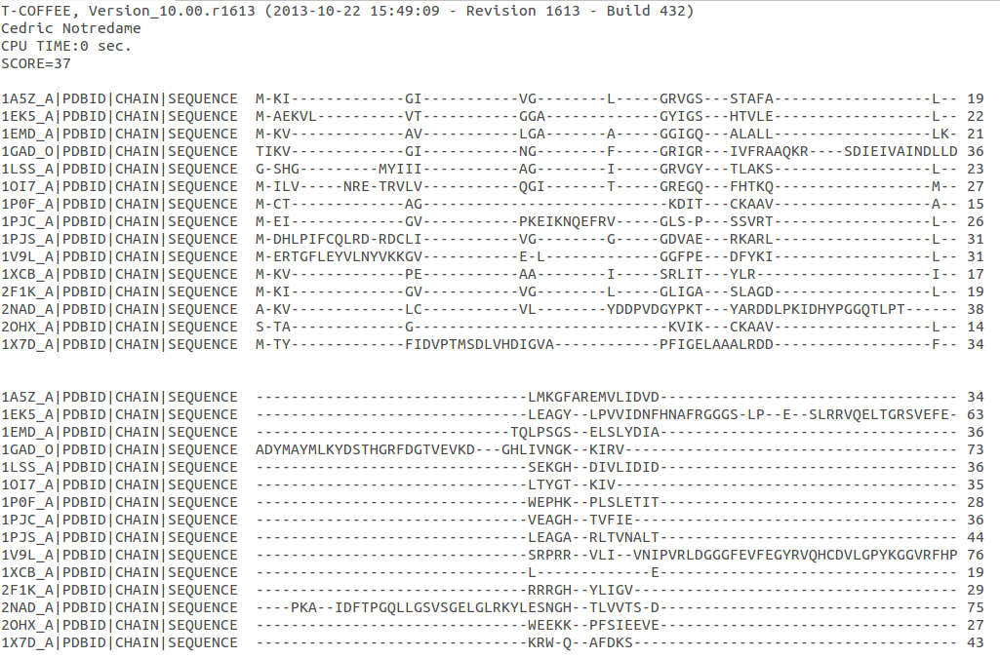 T-COFFEE, Version_10.00.r1613 (2013-10-22 15:49:09 - Revision 1613 - Build 432)
Cedric Notredame
CPU TIME:0 sec.
SCORE=37
1A5Z_A|PDBID|CHAIN|SEQUENCE  M-KI-------------GI-----------VG--------L-----GRVGS---STAFA------------------L-- 19
1EK5_A|PDBID|CHAIN|SEQUENCE  M-AEKVL----------VT-----------GGA-------------GYIGS---HTVLE------------------L-- 22
1EMD_A|PDBID|CHAIN|SEQUENCE  M-KV-------------AV-----------LGA-------A-----GGIGQ---ALALL------------------LK- 21
1GAD_O|PDBID|CHAIN|SEQUENCE  TIKV-------------GI-----------NG--------F-----GRIGR---IVFRAAQKR----SDIEIVAINDLLD 36
1LSS_A|PDBID|CHAIN|SEQUENCE  G-SHG---------MYIII-----------AG--------I-----GRVGY---TLAKS------------------L-- 23
1OI7_A|PDBID|CHAIN|SEQUENCE  M-ILV-----NRE-TRVLV-----------QGI-------T-----GREGQ---FHTKQ------------------M-- 27
1P0F_A|PDBID|CHAIN|SEQUENCE  M-CT-------------AG----------------------------KDIT---CKAAV------------------A-- 15
1PJC_A|PDBID|CHAIN|SEQUENCE  M-EI-------------GV-----------PKEIKNQEFRV-----GLS-P---SSVRT------------------L-- 26
1PJS_A|PDBID|CHAIN|SEQUENCE  M-DHLPIFCQLRD-RDCLI-----------VG--------G-----GDVAE---RKARL------------------L-- 31
1V9L_A|PDBID|CHAIN|SEQUENCE  M-ERTGFLEYVLNYVKKGV-----------E-L-------------GGFPE---DFYKI------------------L-- 31
1XCB_A|PDBID|CHAIN|SEQUENCE  M-KV-------------PE-----------AA--------I-----SRLIT---YLR--------------------I-- 17
2F1K_A|PDBID|CHAIN|SEQUENCE  M-KI-------------GV-----------VG--------L-----GLIGA---SLAGD------------------L-- 19
2NAD_A|PDBID|CHAIN|SEQUENCE  A-KV-------------LC-----------VL--------YDDPVDGYPKT---YARDDLPKIDHYPGGQTLPT------ 38
2OHX_A|PDBID|CHAIN|SEQUENCE  S-TA-------------G-----------------------------KVIK---CKAAV------------------L-- 14
1X7D_A|PDBID|CHAIN|SEQUENCE  M-TY-------------FIDVPTMSDLVHDIGVA------------PFIGELAAALRDD------------------F-- 34
1A5Z_A|PDBID|CHAIN|SEQUENCE  -------------------------------LMKGFAREMVLIDVD---------------------------------- 34
1EK5_A|PDBID|CHAIN|SEQUENCE  -------------------------------LEAGY--LPVVIDNFHNAFRGGGS-LP--E--SLRRVQELTGRSVEFE- 63
1EMD_A|PDBID|CHAIN|SEQUENCE  -----------------------------TQLPSGS--ELSLYDIA---------------------------------- 36
1GAD_O|PDBID|CHAIN|SEQUENCE  ADYMAYMLKYDSTHGRFDGTVEVKD---GHLIVNGK--KIRV-------------------------------------- 73
1LSS_A|PDBID|CHAIN|SEQUENCE  -------------------------------SEKGH--DIVLIDID---------------------------------- 36
1OI7_A|PDBID|CHAIN|SEQUENCE  -------------------------------LTYGT--KIV--------------------------------------- 35
1P0F_A|PDBID|CHAIN|SEQUENCE  -------------------------------WEPHK--PLSLETIT---------------------------------- 28
1PJC_A|PDBID|CHAIN|SEQUENCE  -------------------------------VEAGH--TVFIE------------------------------------- 36
1PJS_A|PDBID|CHAIN|SEQUENCE  -------------------------------LEAGA--RLTVNALT---------------------------------- 44
1V9L_A|PDBID|CHAIN|SEQUENCE  -------------------------------SRPRR--VLI--VNIPVRLDGGGFEVFEGYRVQHCDVLGPYKGGVRFHP 76
1XCB_A|PDBID|CHAIN|SEQUENCE  -------------------------------L-------------E---------------------------------- 19
2F1K_A|PDBID|CHAIN|SEQUENCE  -------------------------------RRRGH--YLIGV------------------------------------- 29
2NAD_A|PDBID|CHAIN|SEQUENCE  ----PKA--IDFTPGQLLGSVSGELGLRKYLESNGH--TLVVTS-D---------------------------------- 75
2OHX_A|PDBID|CHAIN|SEQUENCE  -------------------------------WEEKK--PFSIEEVE---------------------------------- 27
1X7D_A|PDBID|CHAIN|SEQUENCE  -------------------------------KRW-Q--AFDKS------------------------------------- 43